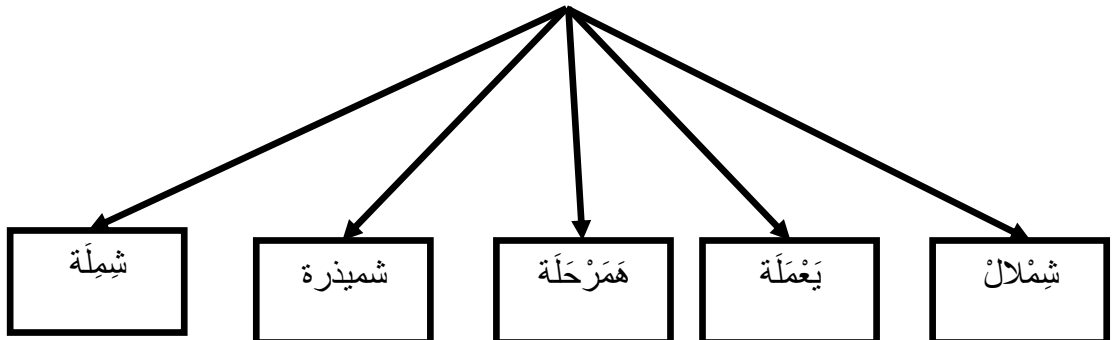 شِمْلالْ
يَعْمَلَة
هَمَرْحَلَة
شميذرة
شِمِلَة